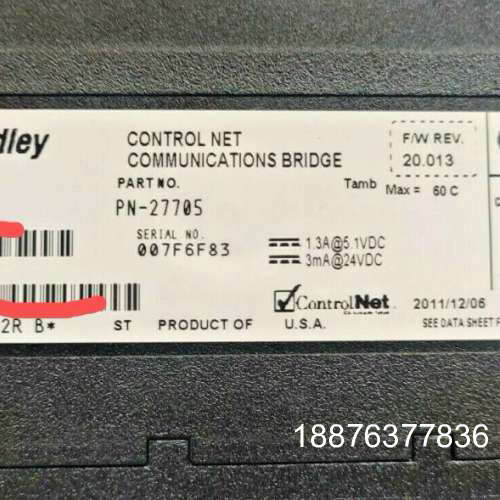 dley
CONTROL NET
COMMUNICATIONS BRIDGE
F/W REV.
20.013
PART NO.
PN-27705
Tamb Max = 60 C
SERIAL NO.
007F6F83
1.3A@5.1VDC
3mA@24VDC
ControlNet
2011/12/06
2R B*
ST PRODUCT OF U.S.A.
SEE DATA SHEET F
18876377836